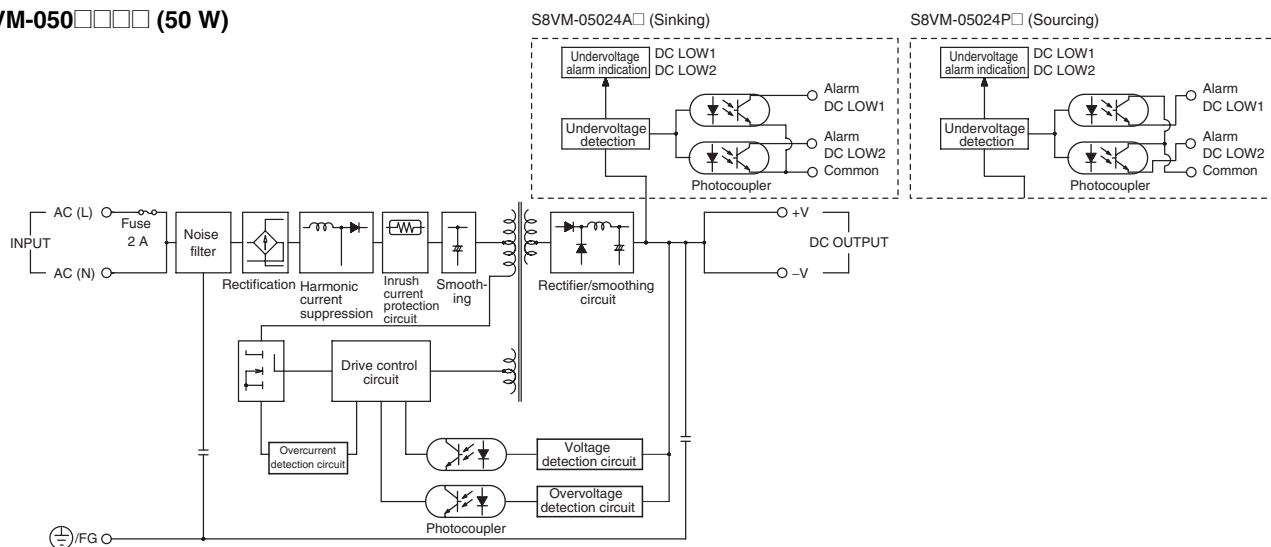 VM-050□□□□ (50 W)
S8VM-05024A□ (Sinking)
Undervoltage
alarm indication
DC LOW1
DC LOW2
Undervoltage
detection
Alarm
DC LOW1
Alarm
DC LOW2
Common
Photocoupler
S8VM-05024P□ (Sourcing)
Undervoltage
alarm indication
DC LOW1
DC LOW2
Undervoltage
detection
Alarm
DC LOW1
Alarm
DC LOW2
Common
Photocoupler
INPUT
AC (L)
AC (N)
Fuse
2 A
Noise
filter
Rectification
Harmonic
current
suppression
Inrush
current
protection
circuit
Smooth-
ing
Rectifier/smoothing
circuit
+V
DC OUTPUT
–V
Drive control
circuit
Overcurrent
detection circuit
Voltage
detection circuit
Overvoltage
detection circuit
Photocoupler
/FG